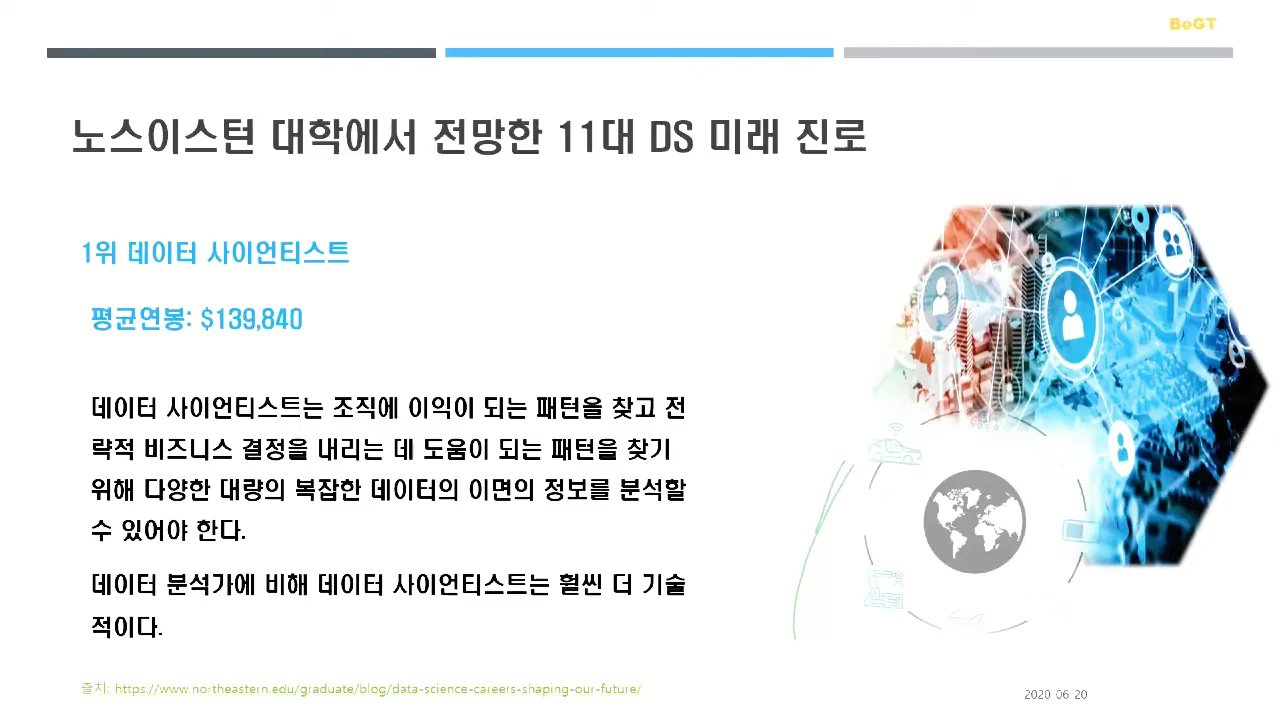 BeGT
노스이스턴 대학에서 전망한 11대 DS 미래 진로
1위 데이터 사이언티스트
평균연봉: $139,840
데이터 사이언티스트는 조직에 이익이 되는 패턴을 찾고 전
략적 비즈니스 결정을 내리는 데 도움이 되는 패턴을 찾기
위해 다양한 대량의 복잡한 데이터의 이면의 정보를 분석할
수 있어야 한다.
데이터 분석가에 비해 데이터 사이언티스트는 훨씬 더 기술
적이다.
출처: https://www.northeastern.edu/graduate/blog/data-science-careers-shaping-our-future/
2020-06-20